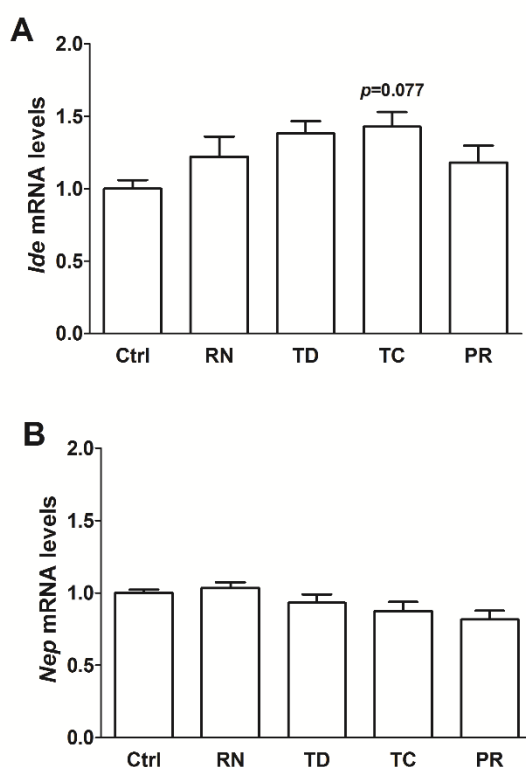 A
2.0
p=0.077
1.5
1.0
0.5
0.0
Ide mRNA levels
Ctrl RN TD TC PR
B
2.0
1.5
1.0
0.5
0.0
Nep mRNA levels
Ctrl RN TD TC PR